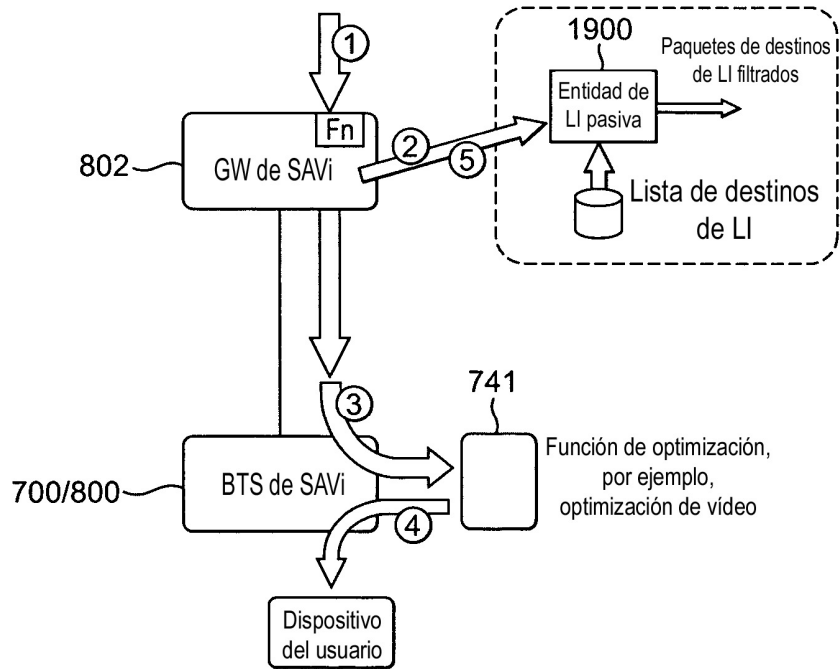 1
1900
Paquetes de destinos
de LI filtrados
Fn
Entidad de
LI pasiva
802
GW de SAVi
2
5
Lista de destinos
de LI
3
741
700/800
BTS de SAVi
Función de optimización,
por ejemplo,
optimización de vídeo
4
Dispositivo
del usuario